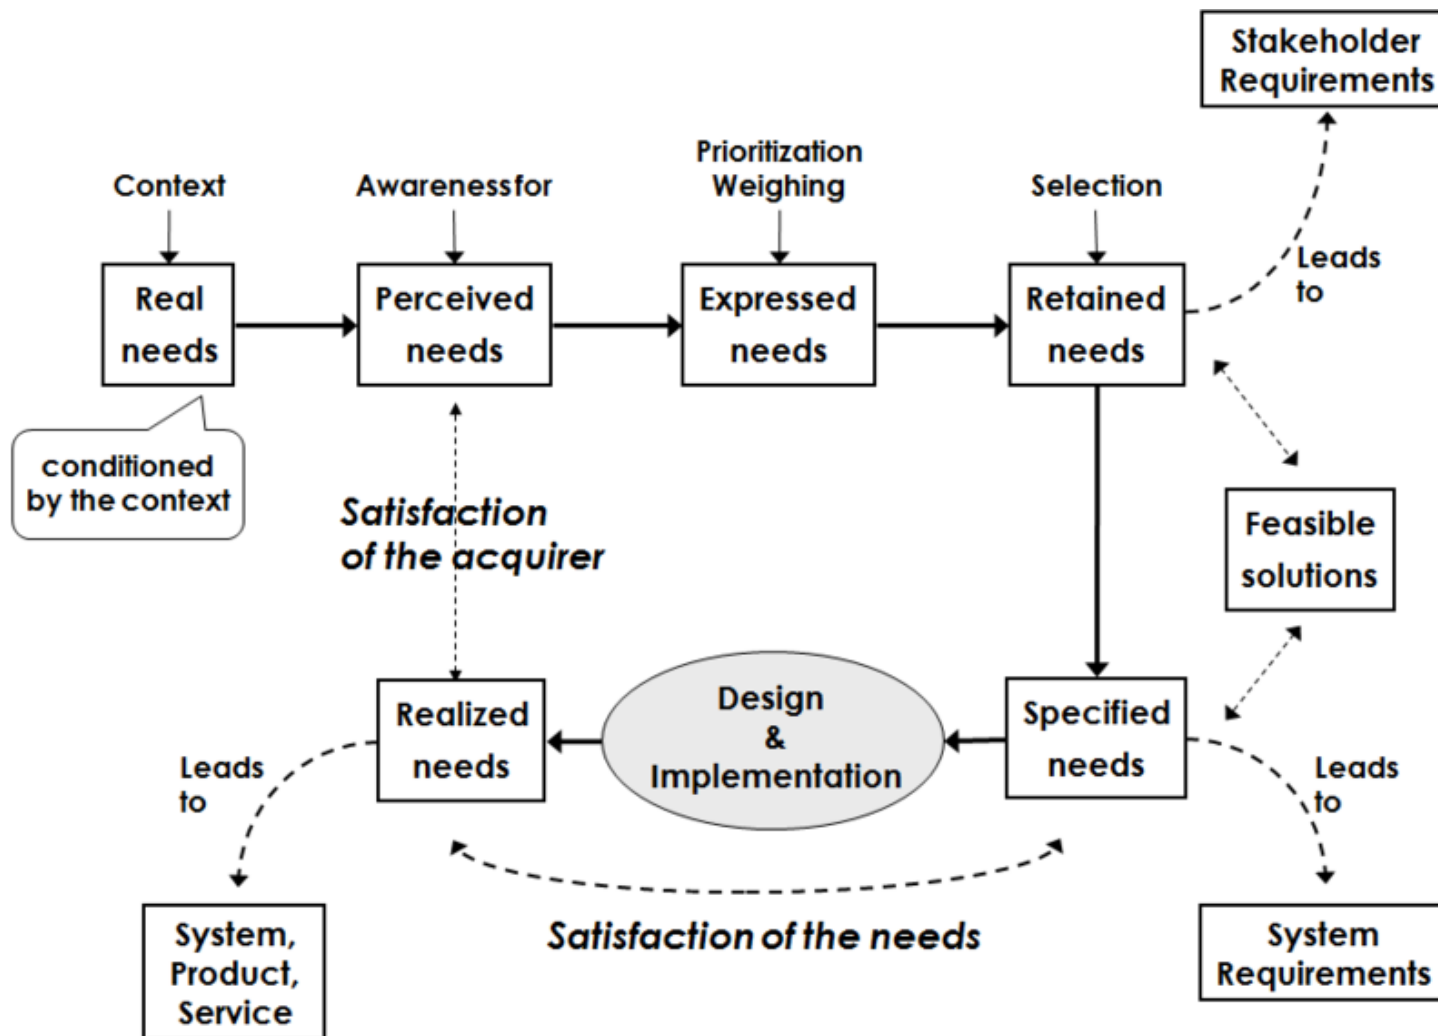 Stakeholder
Requirements
Prioritization
Weighing
Context
Awarenessfor
Selection
Real
needs
Perceived
needs
Expressed
needs
Retained
needs
Leads
to
conditioned
by the context
Satisfaction
of the acquirer
Feasible
solutions
Realized
needs
Design
&
Implementation
Specified
needs
Leads
to
Leads
to
System,
Product,
Service
Satisfaction of the needs
System
Requirements